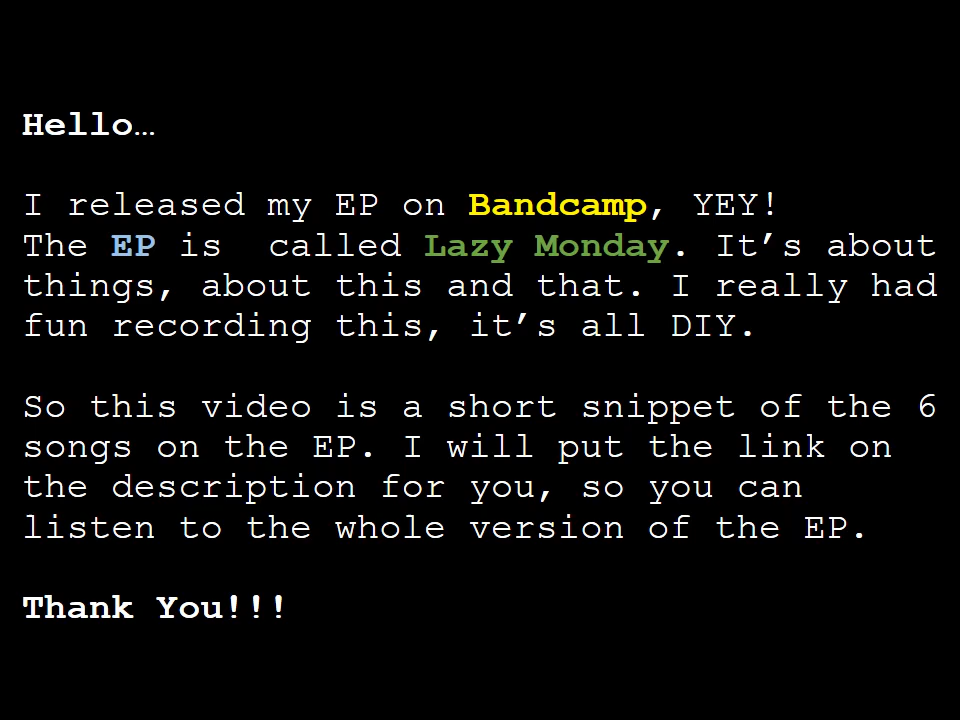 Hello…
I released my EP on Bandcamp, YEY!
The EP is  called Lazy Monday. It’s about
things, about this and that. I really had
fun recording this, it’s all DIY.
So this video is a short snippet of the 6
songs on the EP. I will put the link on
the description for you, so you can
listen to the whole version of the EP.
Thank You!!!